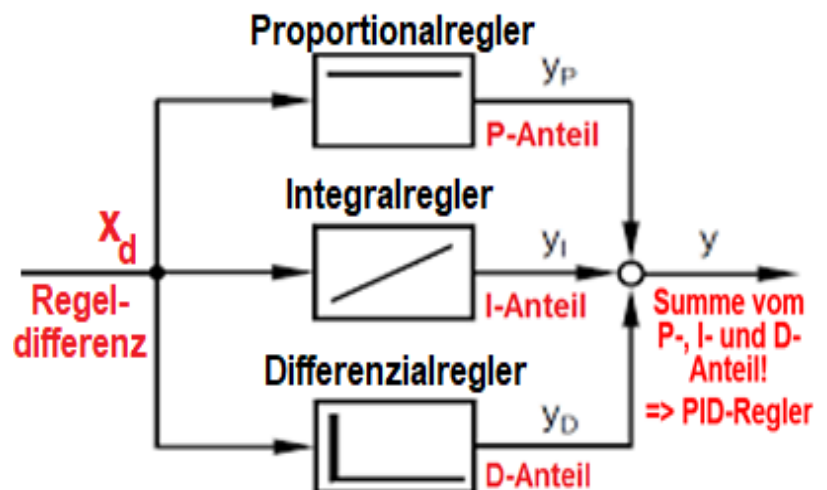 Proportionalregler
yP
P-Anteil
Integralregler
xd
yI
y
Regel-
differenz
I-Anteil
Summe vom
P-, I- und D-
Anteil!
=> PID-Regler
Differenzialregler
yD
D-Anteil